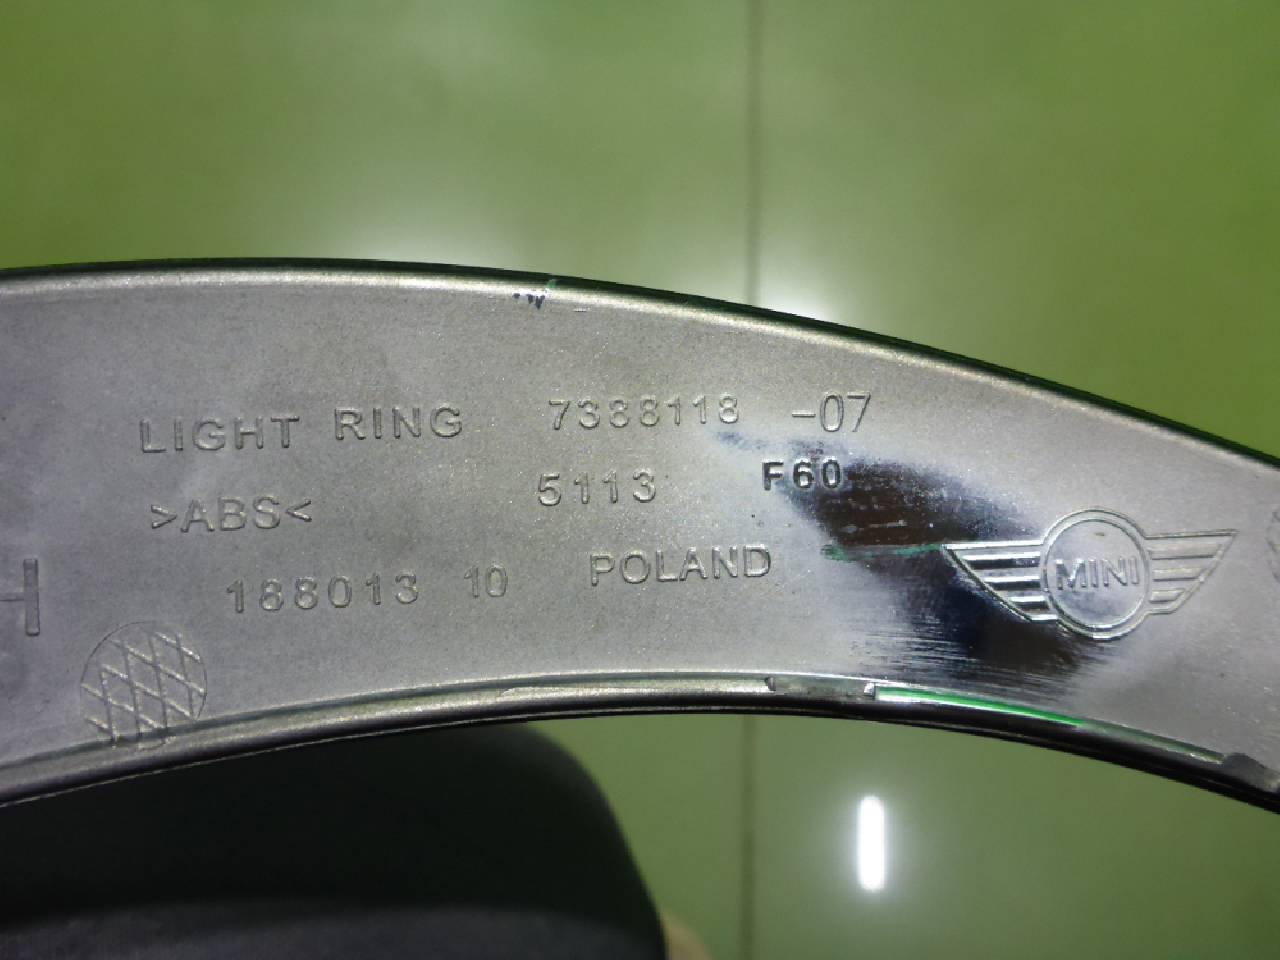 LIGHT RING 7388118 -07
>ABS< 5113 F60
188013 10 POLAND
MINI
H